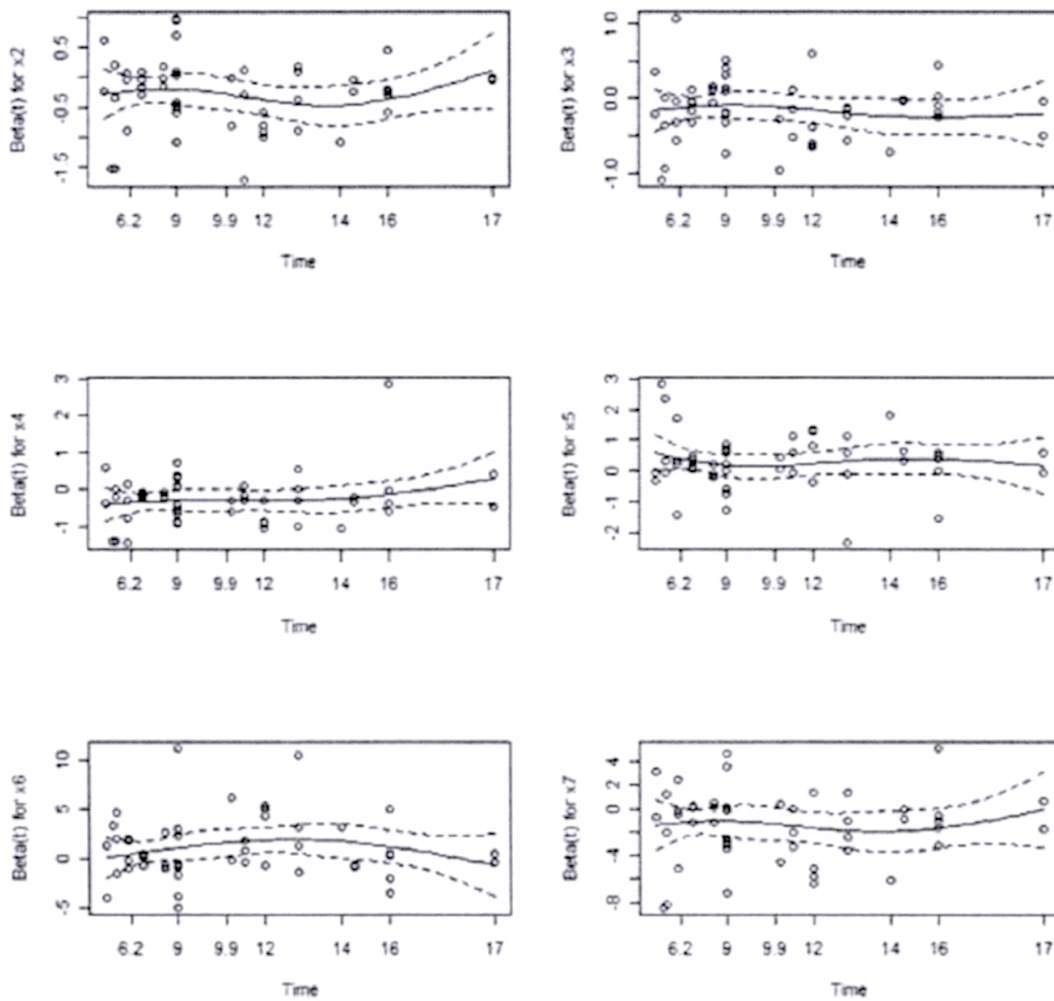 Beta(t) for x2
0.5
-0.5
-1.5
6.2 9 9.9 12 14 16 17
Time
Beta(t) for x3
1.0
0.0
-1.0
6.2 9 9.9 12 14 16 17
Time
Beta(t) for x4
3
2
1
0
-1
6.2 9 9.9 12 14 16 17
Time
Beta(t) for x5
3
2
1
0
-1
-2
6.2 9 9.9 12 14 16 17
Time
Beta(t) for x6
10
5
0
-5
6.2 9 9.9 12 14 16 17
Time
Beta(t) for x7
4
2
0
-4
-8
6.2 9 9.9 12 14 16 17
Time